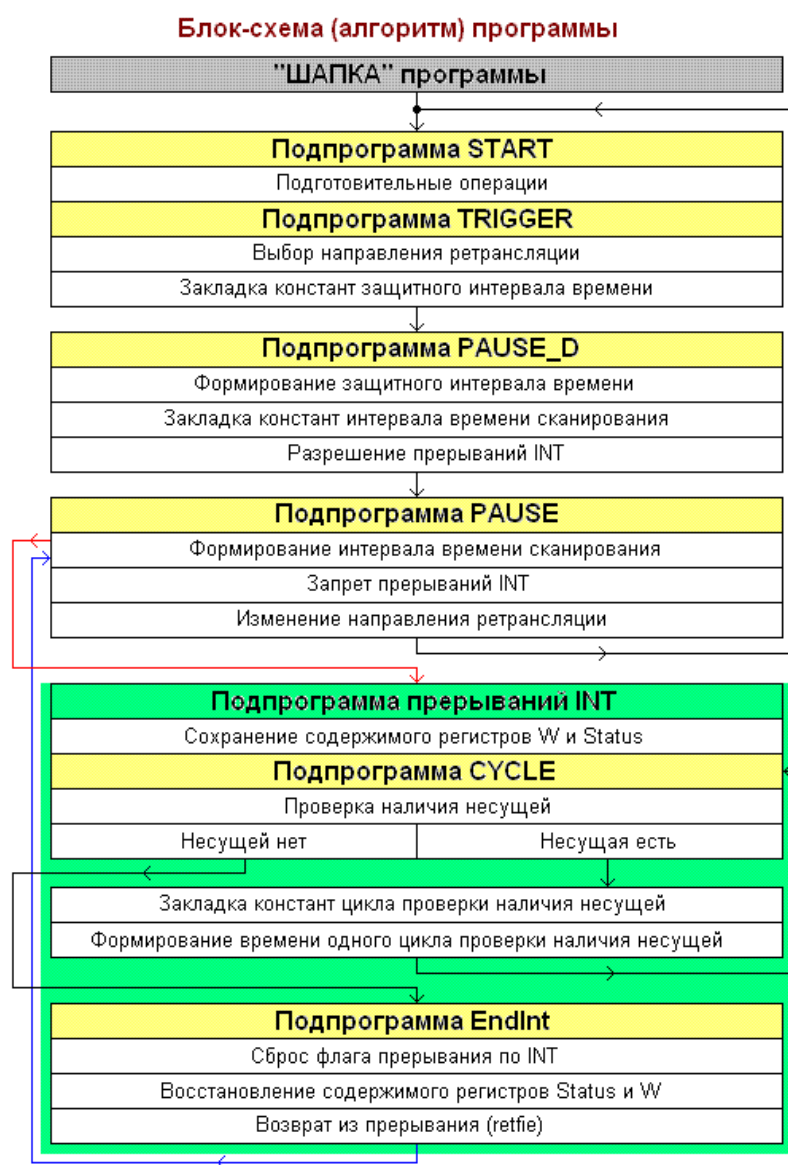 Блок-схема (алгоритм) программы
"ШАПКА" программы
Подпрограмма START
Подготовительные операции
Подпрограмма TRIGGER
Выбор направления ретрансляции
Закладка констант защитного интервала времени
Подпрограмма PAUSE_D
Формирование защитного интервала времени
Закладка констант интервала времени сканирования
Разрешение прерываний INT
Подпрограмма PAUSE
Формирование интервала времени сканирования
Запрет прерываний INT
Изменение направления ретрансляции
Подпрограмма прерываний INT
Сохранение содержимого регистров W и Status
Подпрограмма CYCLE
Проверка наличия несущей
Несущей нет
Несущая есть
Закладка констант цикла проверки наличия несущей
Формирование времени одного цикла проверки наличия несущей
Подпрограмма EndInt
Сброс флага прерывания по INT
Восстановление содержимого регистров Status и W
Возврат из прерывания (retfie)